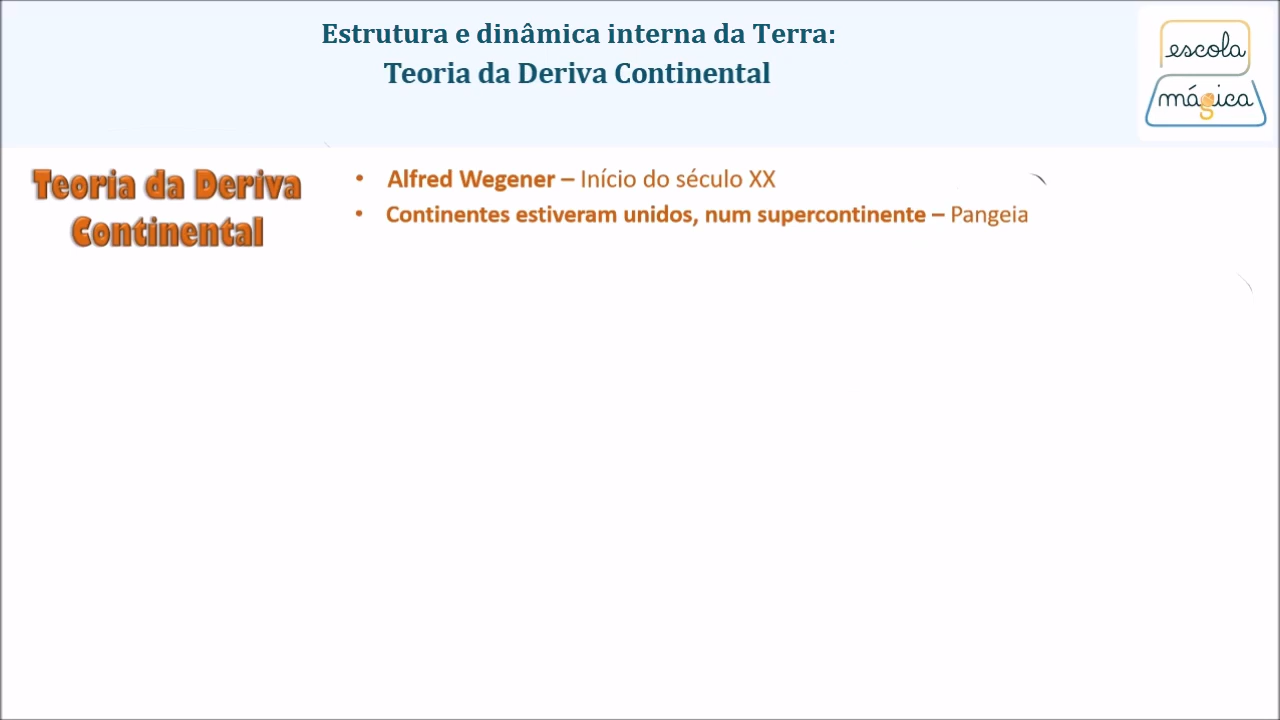 Estrutura e dinâmica interna da Terra:
Teoria da Deriva Continental
escola
mágica
Teoria da Deriva
Continental
• Alfred Wegener – Início do século XX
• Continentes estiveram unidos, num supercontinente – Pangeia